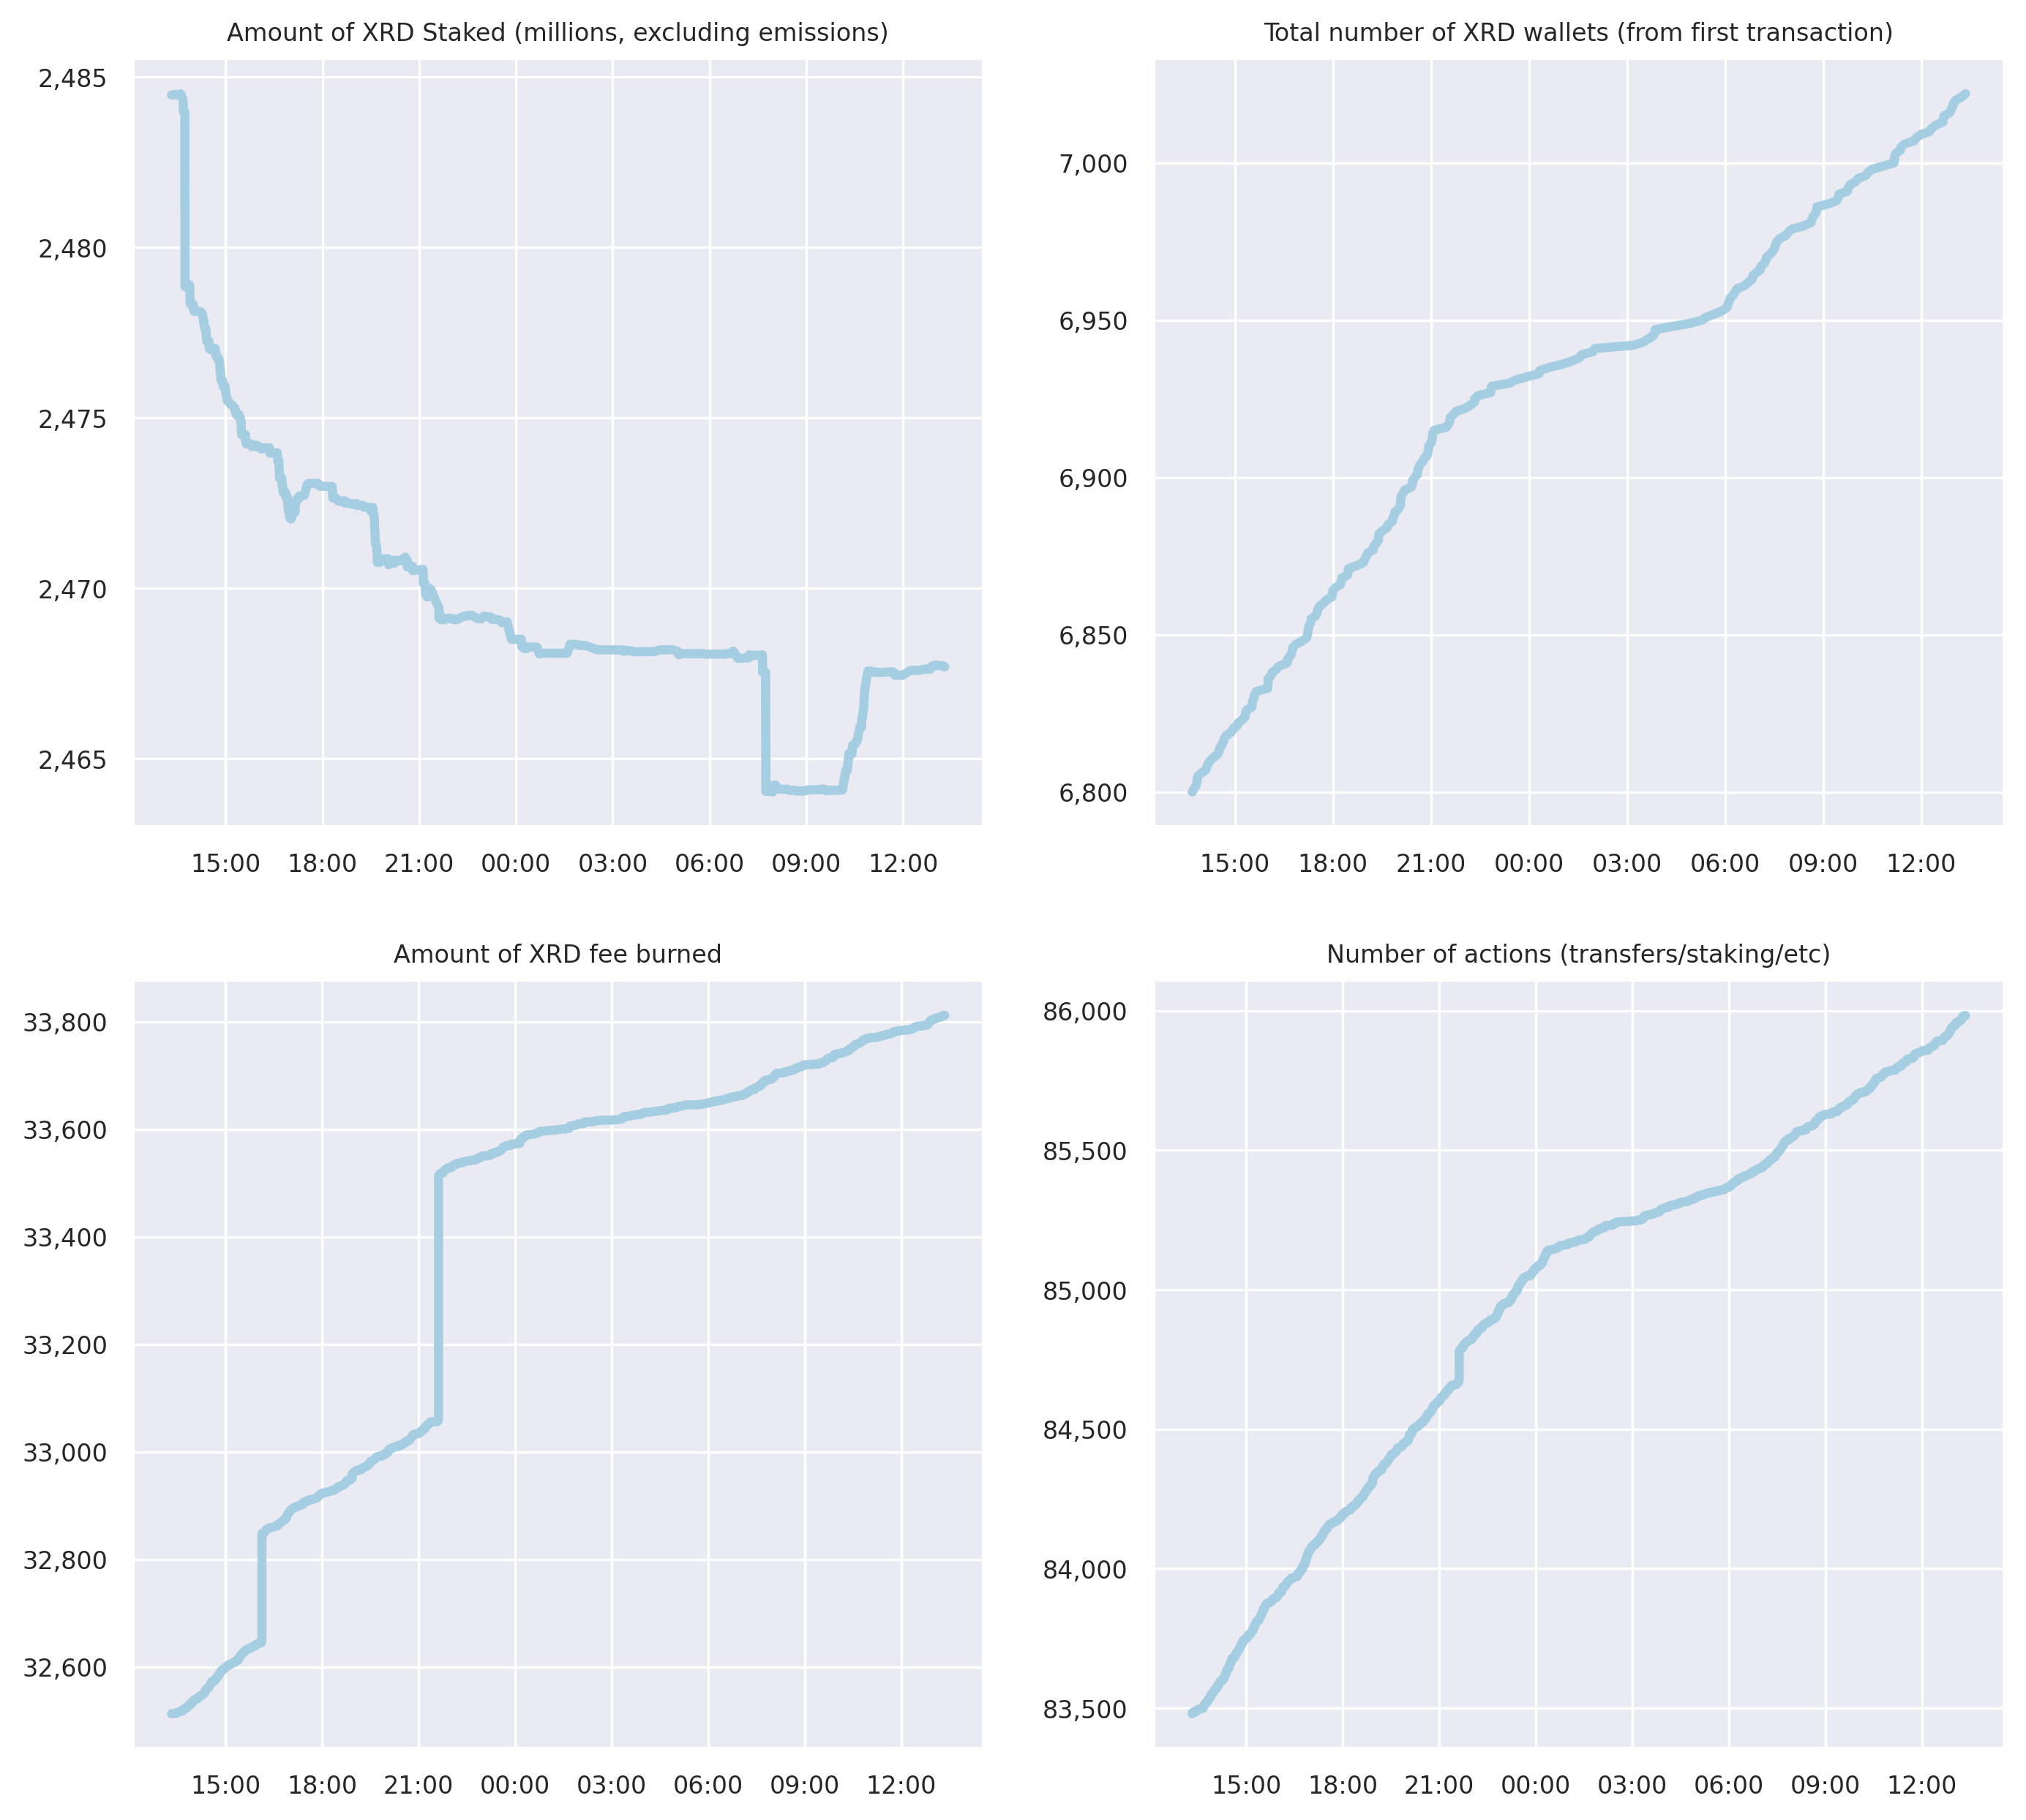 Amount of XRD Staked (millions, excluding emissions)
2,485
2,480
2,475
2,470
2,465
15:00 18:00 21:00 00:00 03:00 06:00 09:00 12:00
Total number of XRD wallets (from first transaction)
7,000
6,950
6,900
6,850
6,800
15:00 18:00 21:00 00:00 03:00 06:00 09:00 12:00
Amount of XRD fee burned
33,800
33,600
33,400
33,200
33,000
32,800
32,600
15:00 18:00 21:00 00:00 03:00 06:00 09:00 12:00
Number of actions (transfers/staking/etc)
86,000
85,500
85,000
84,500
84,000
83,500
15:00 18:00 21:00 00:00 03:00 06:00 09:00 12:00